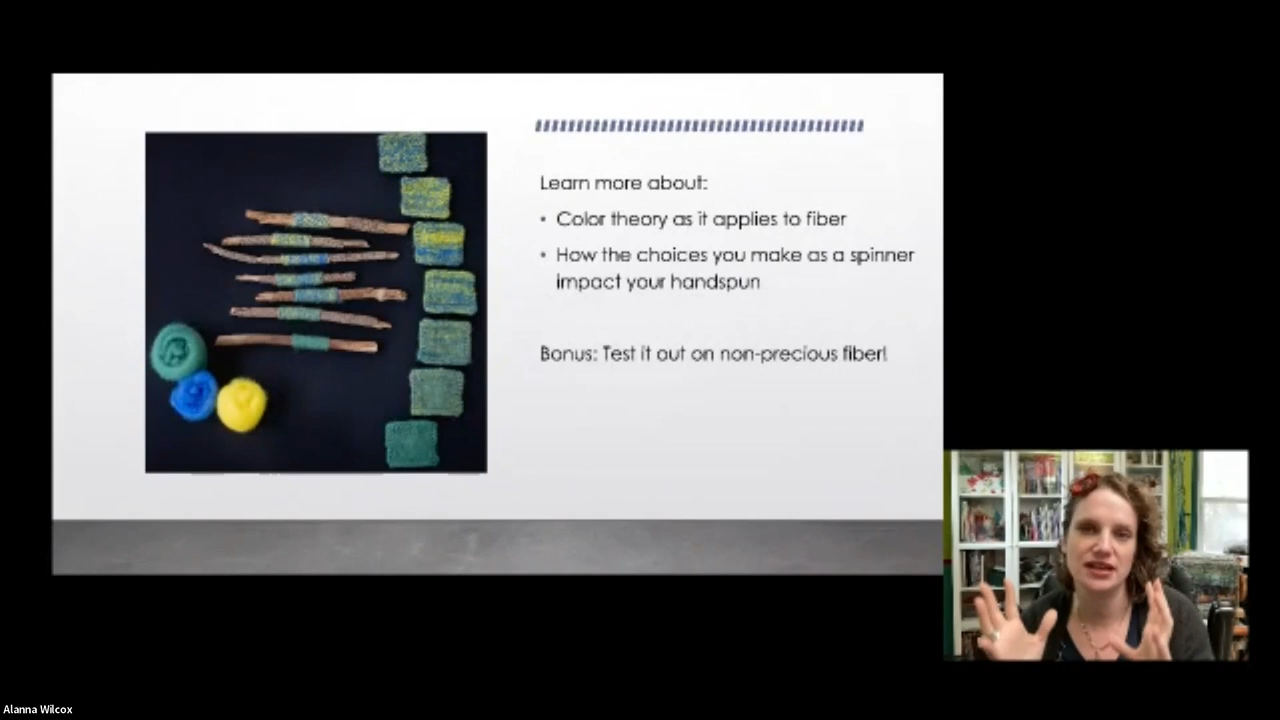 Learn more about:
• Color theory as it applies to fiber
• How the choices you make as a spinner
impact your handspun
Bonus: Test it out on non-precious fiber!
Alanna Wilcox